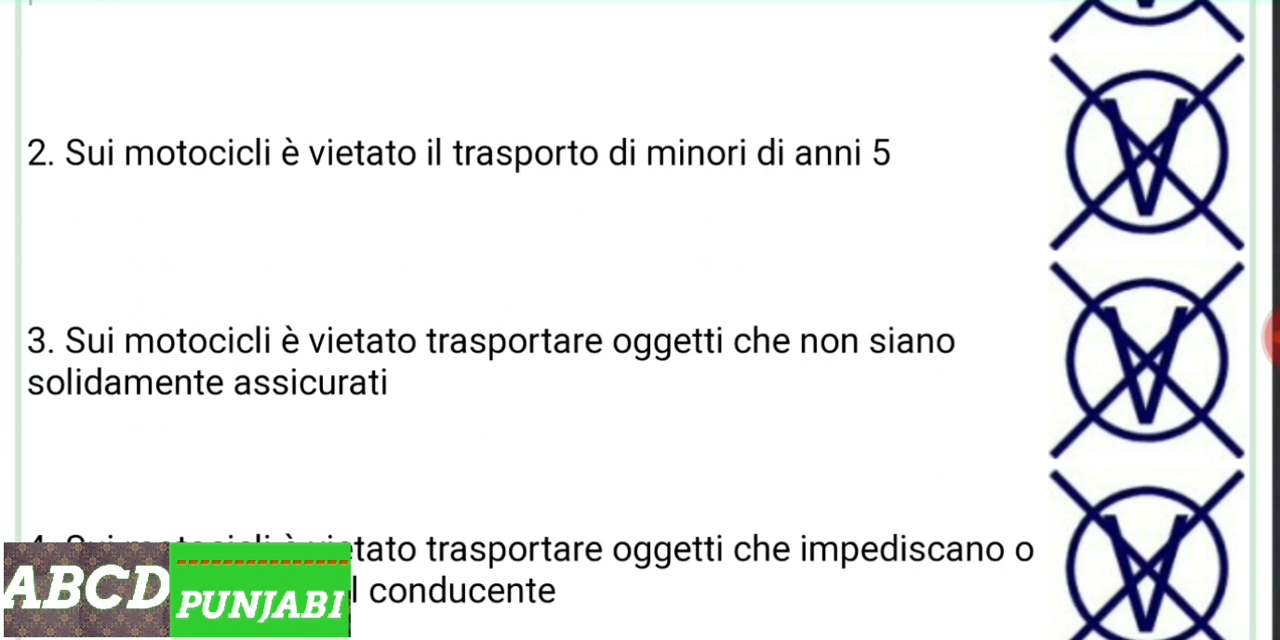 2. Sui motocicli è vietato il trasporto di minori di anni 5
V
3. Sui motocicli è vietato trasportare oggetti che non siano
solidamente assicurati
V
trasportare oggetti che impediscano o
conducente
V
ABCD
PUNJABI